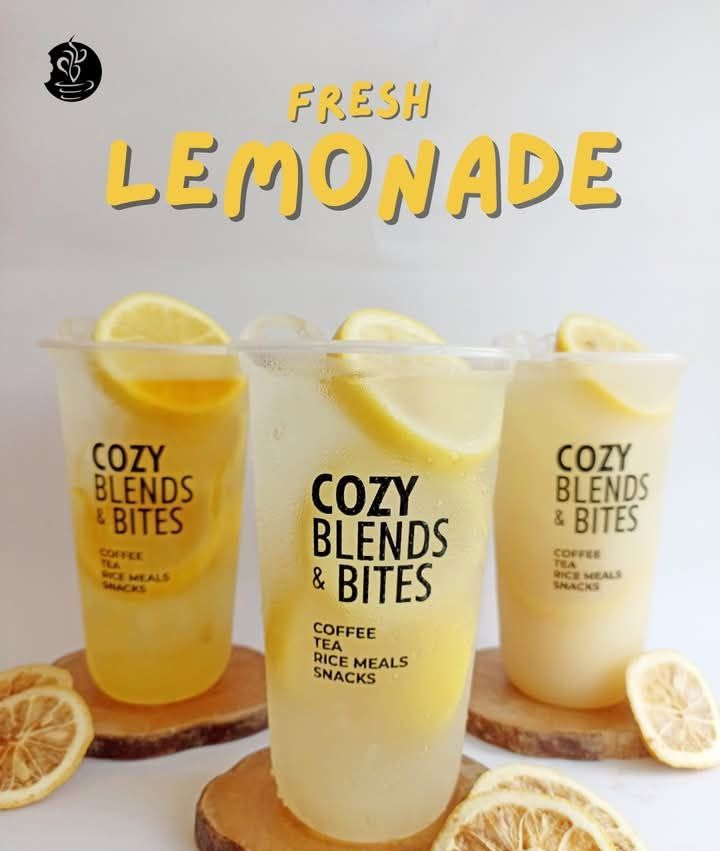 FRESH
LEMONADE
COZY
BLENDS
& BITES
COFFEE
TEA
RICE MEALS
SNACKS
COZY
BLENDS
& BITES
COFFEE
TEA
RICE MEALS
SNACKS
COZY
BLENDS
& BITES
COFFEE
TEA
RICE MEALS
SNACKS